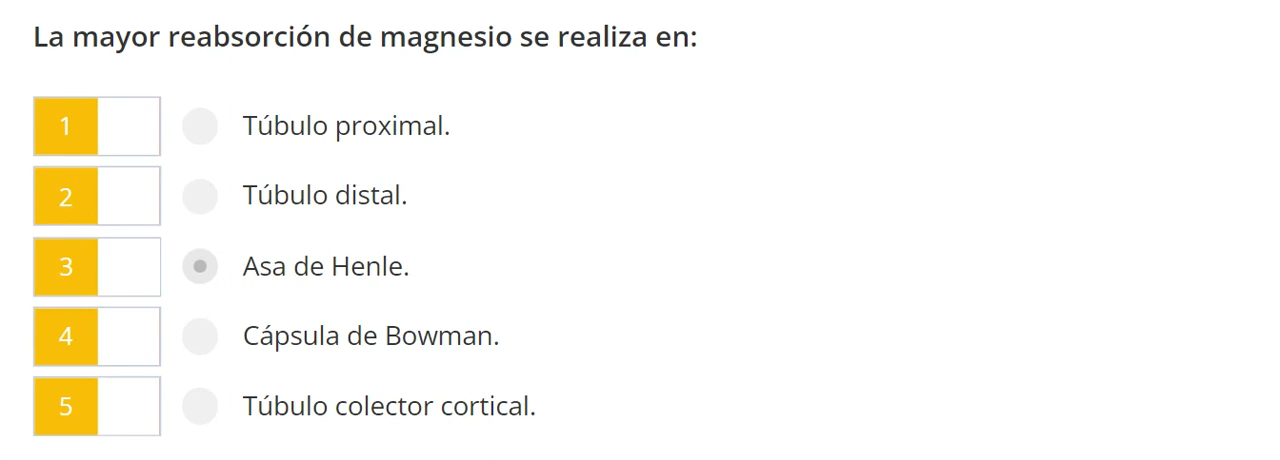 La mayor reabsorción de magnesio se realiza en:
1 Túbulo proximal.
2 Túbulo distal.
3 Asa de Henle.
4 Cápsula de Bowman.
5 Túbulo colector cortical.